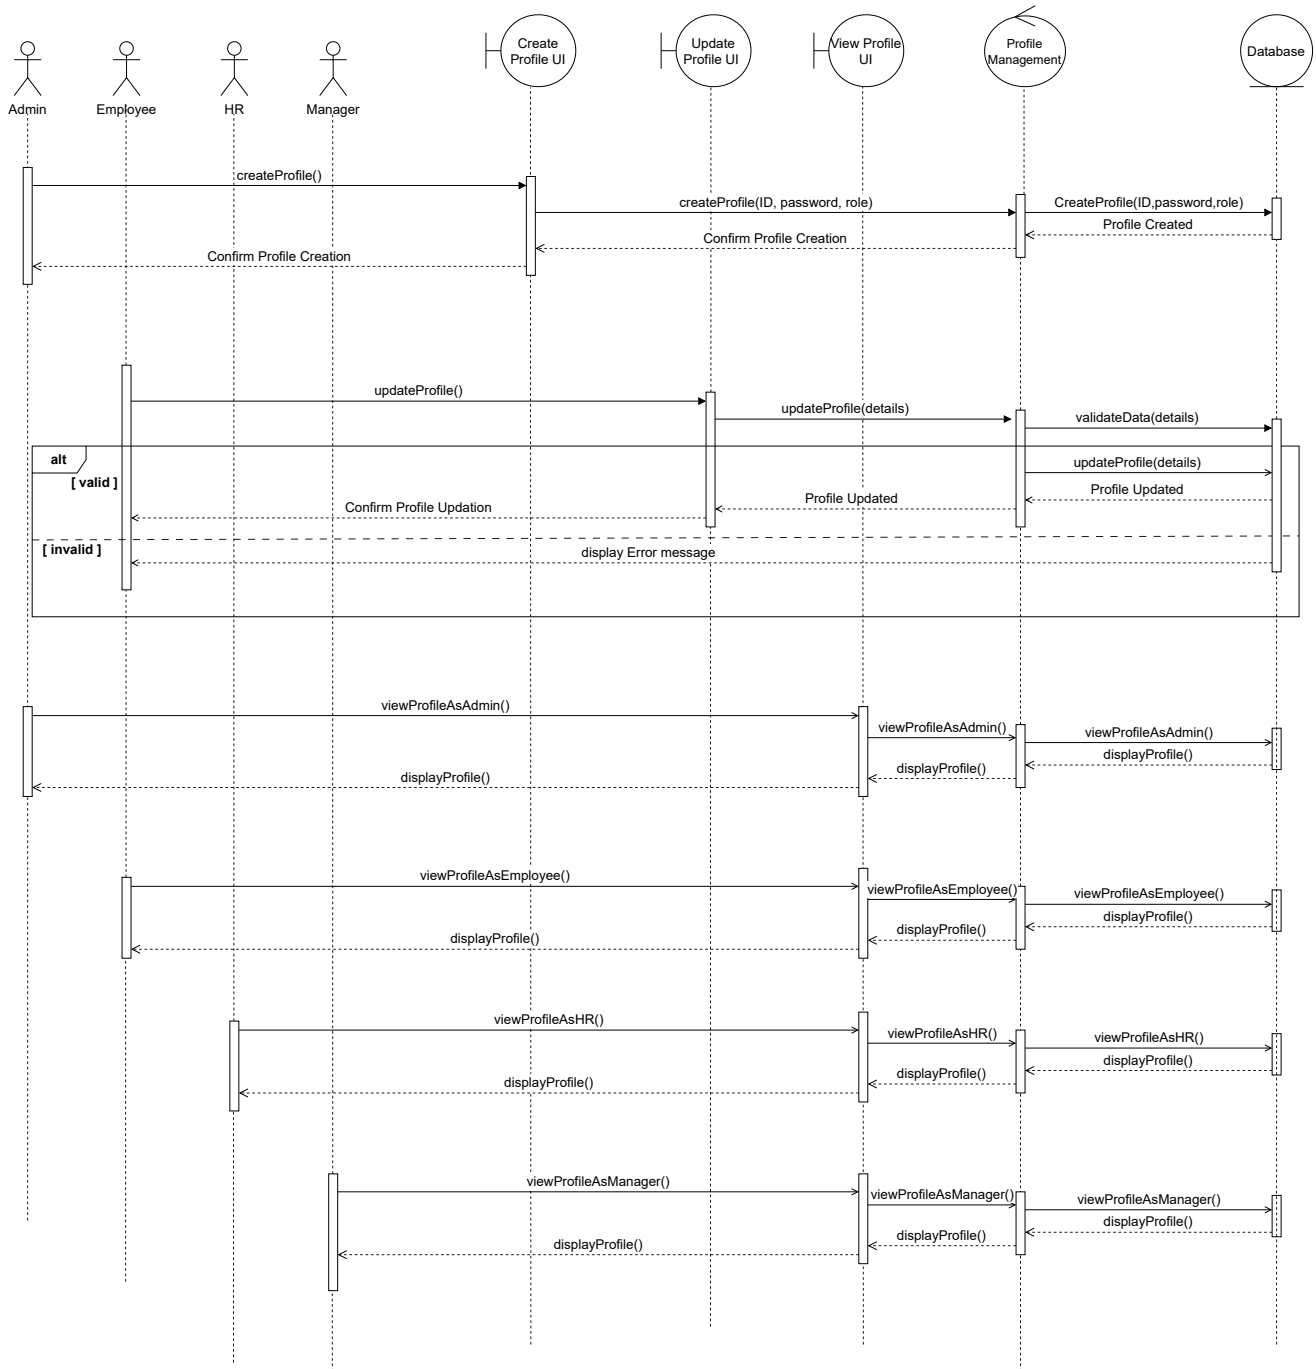 Create
Profile UI
Update
Profile UI
View Profile
UI
Profile
Management
Database
Admin
Employee
HR
Manager
createProfile()
createProfile(ID, password, role)
CreateProfile(ID,password,role)
Profile Created
Confirm Profile Creation
Confirm Profile Creation
updateProfile()
updateProfile(details)
validateData(details)
alt
[ valid ]
updateProfile(details)
Profile Updated
Profile Updated
Confirm Profile Updation
[ invalid ]
display Error message
viewProfileAsAdmin()
viewProfileAsAdmin()
viewProfileAsAdmin()
displayProfile()
displayProfile()
displayProfile()
viewProfileAsEmployee()
viewProfileAsEmployee()
viewProfileAsEmployee()
displayProfile()
displayProfile()
displayProfile()
viewProfileAsHR()
viewProfileAsHR()
viewProfileAsHR()
displayProfile()
displayProfile()
displayProfile()
viewProfileAsManager()
viewProfileAsManager()
viewProfileAsManager()
displayProfile()
displayProfile()
displayProfile()